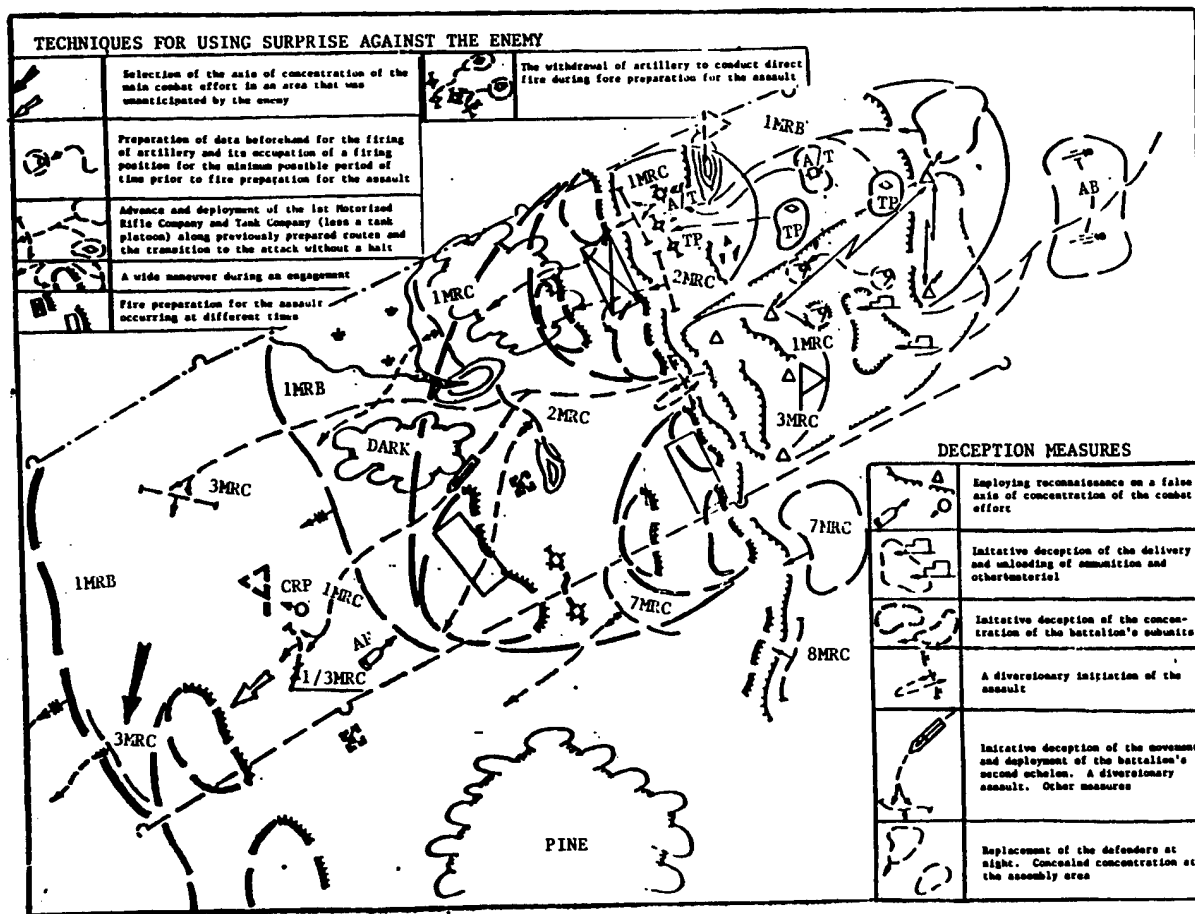 TECHNIQUES FOR USING SURPRISE AGAINST THE ENEMY
Selection of the axis of concentration of the
main combat effort in an area that was
unanticipated by the enemy
Preparation of data beforehand for the firing
of artillery and its occupation of a firing
position for the minimum possible period of
time prior to fire preparation for the assault
Advance and deployment of the 1st Motorized
Rifle Company and Tank Company (less a tank
platoon) along previously prepared routes and
the transition to the attack without a halt
A wide maneuver during an engagement
Fire preparation for the assault
occurring at different times
The withdrawal of artillery to conduct direct
fire during fore preparation for the assault
1MRB
1MRC
A/T
A/T
TP
AB
TP
TP
2MRC
1MRC
1MRC
1MRB
2MRC
3MRC
DARK
3MRC
7MRC
1MRB
CRP
1MRC
7MRC
AF
8MRC
1/3MRC
3MRC
PINE
DECEPTION MEASURES
Employing reconnaissance on a false
axis of concentration of the combat
effort
Imitative deception of the delivery
and unloading of ammunition and
other materiel
Imitative deception of the concen-
tration of the battalion's subunits
A diversionary initiation of the
assault
Imitative deception of the movement
and deployment of the battalion's
second echelon. A diversionary
assault. Other measures
Replacement of the defenders at
night. Concealed concentration at
the assembly area